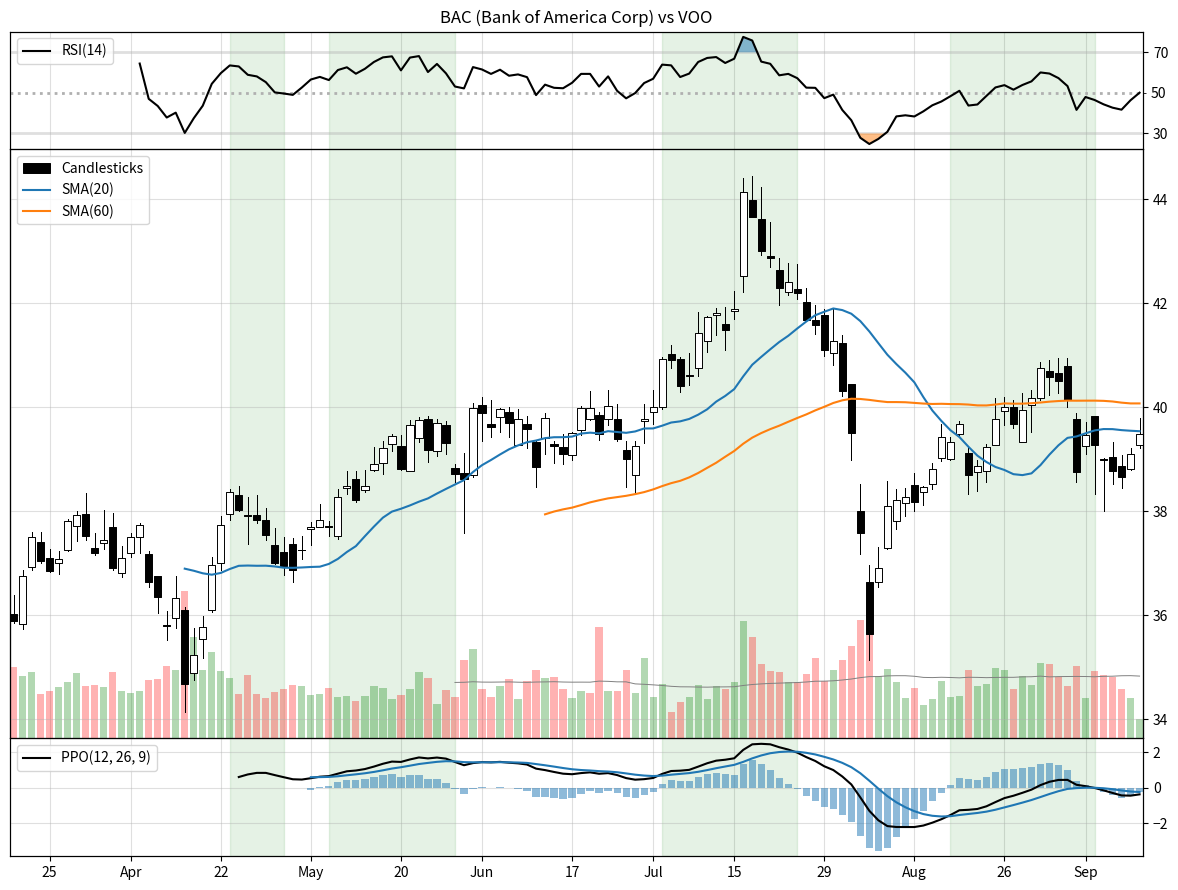 BAC (Bank of America Corp) vs VOO
RSI(14)
70
50
30
Candlesticks
SMA(20)
SMA(60)
44
42
40
38
36
34
PPO(12, 26, 9)
2
0
−2
25 Apr 22 May 20 Jun 17 Jul 15 29 Aug 26 Sep